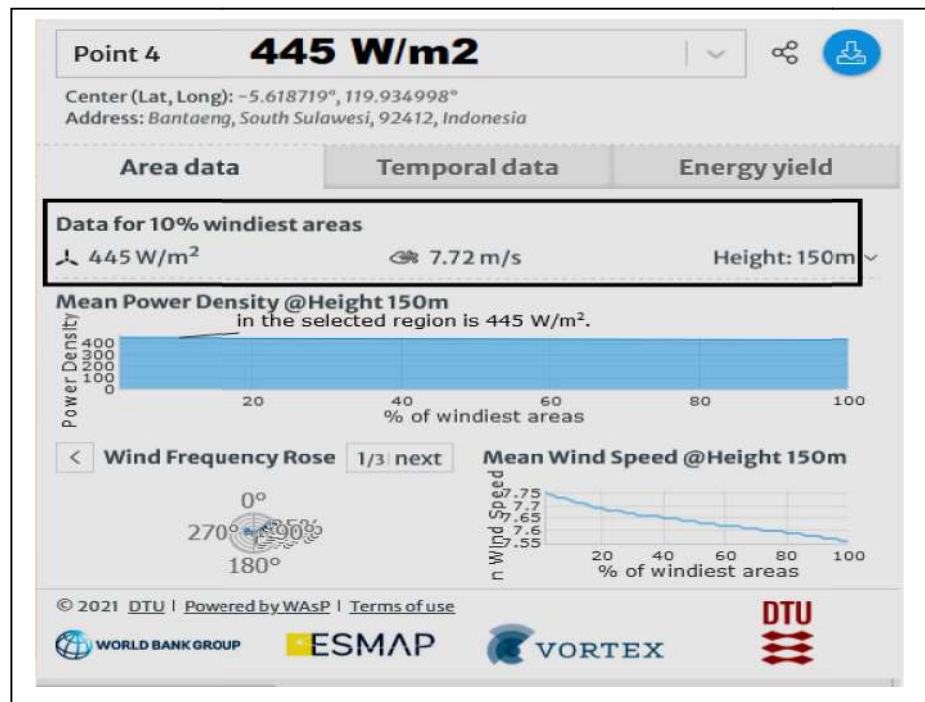 Point 4 445 W/m2
Center (Lat, Long): -5.618719°, 119.934998°
Address: Bantaeng, South Sulawesi, 92412, Indonesia
Area data Temporal data Energy yield
Data for 10% windiest areas
445 W/m² 7.72 m/s Height: 150m
Mean Power Density @Height 150m
in the selected region is 445 W/m².
Power Density
400
300
200
100
0
20 40 60 80 100
% of windiest areas
< Wind Frequency Rose 1/3 next
0°
270° 90°
180°
Mean Wind Speed @Height 150m
n Wind Speed
7.75
7.7
7.65
7.6
7.55
20 40 60 80 100
% of windiest areas
© 2021 DTU | Powered by WAsP | Terms of use
WORLD BANK GROUP ESMAP VORTEX DTU